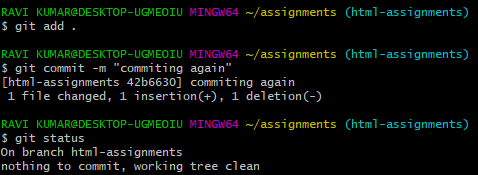 RAVI KUMAR@DESKTOP-UGMEOIU MINGW64 ~/assignments (html-assignments)
$ git add .
RAVI KUMAR@DESKTOP-UGMEOIU MINGW64 ~/assignments (html-assignments)
$ git commit -m "commiting again"
[html-assignments 42b6630] commiting again
1 file changed, 1 insertion(+), 1 deletion(-)
RAVI KUMAR@DESKTOP-UGMEOIU MINGW64 ~/assignments (html-assignments)
$ git status
On branch html-assignments
nothing to commit, working tree clean